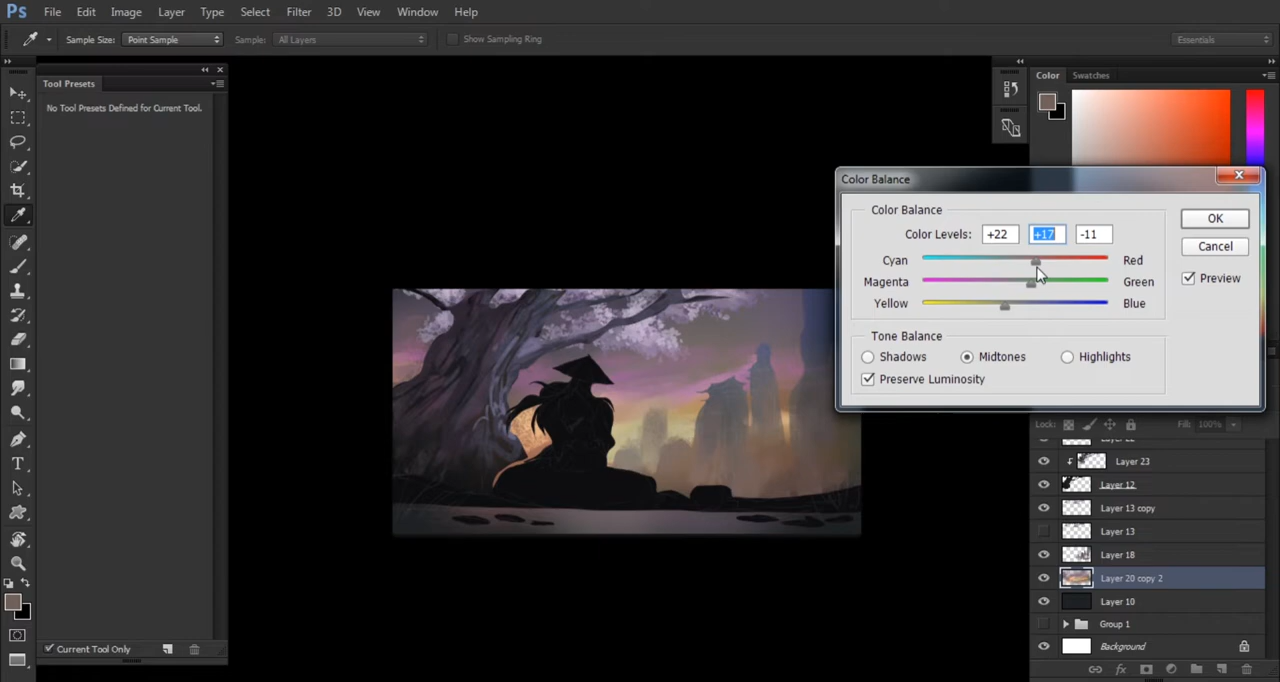 Ps File Edit Image Layer Type Select Filter 3D View Window Help
Sample Size: Point Sample Sample: All Layers Show Sampling Ring Essentials
Tool Presets
No Tool Presets Defined for Current Tool.
Current Tool Only
Color Swatches
Color Balance
Color Balance
Color Levels: +22 +17 -11
Cyan Red
Magenta Green
Yellow Blue
Tone Balance
Shadows Midtones Highlights
Preserve Luminosity
OK
Cancel
Preview
Lock: Fill: 100%
Layer 23
Layer 12
Layer 13 copy
Layer 13
Layer 18
Layer 20 copy 2
Layer 10
Group 1
Background